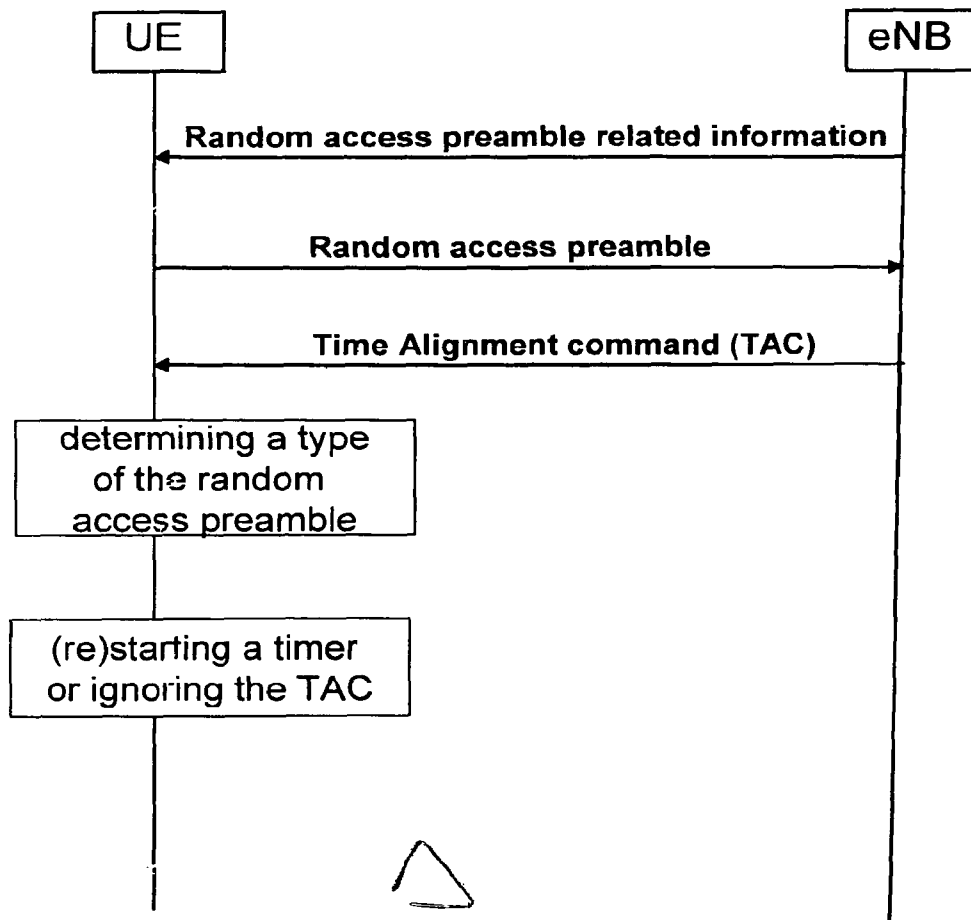 UE
eNB
Random access preamble related information
Random access preamble
Time Alignment command (TAC)
determining a type
of the random
access preamble
(re)starting a timer
or ignoring the TAC